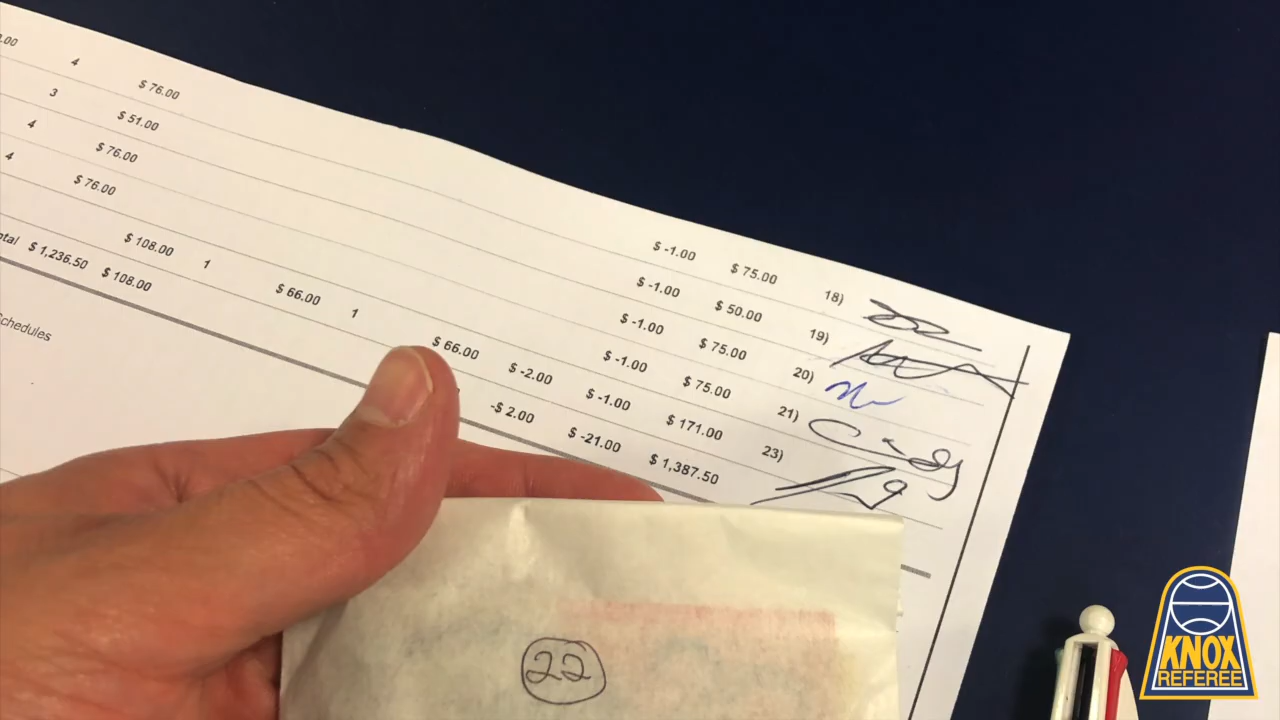 .00 4 $ 76.00 $ -1.00 $ 75.00 18)
3 $ 51.00 $ -1.00 $ 50.00 19)
4 $ 76.00 $ -1.00 $ 75.00 20)
4 $ 76.00 $ -1.00 $ 75.00 21)
$ 108.00 1 $ 66.00 1 $ 66.00 $ -2.00 $ -1.00 $ 171.00 23)
otal $ 1,236.50 $ 108.00 -$ 2.00 $ -21.00 $ 1,387.50
Schedules
22
KNOX
REFEREE